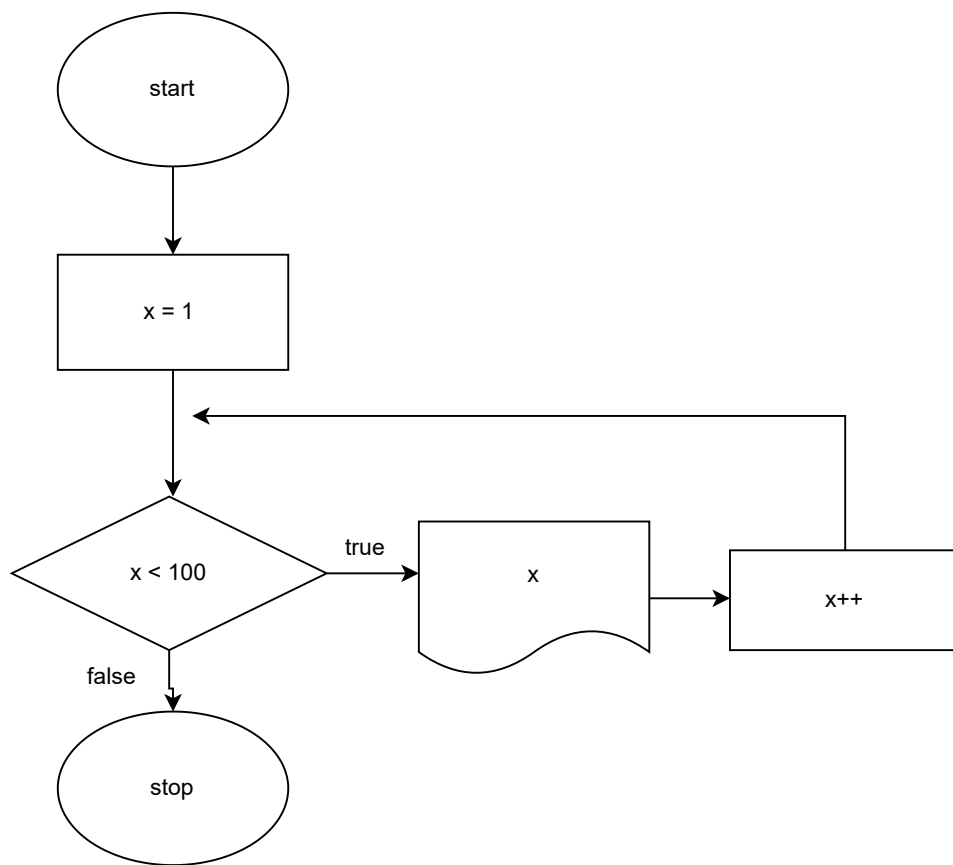 start
x = 1
x < 100
true
x
x++
false
stop